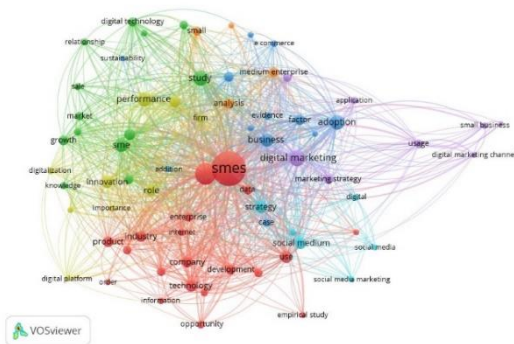 digital technology
small
relationship
e commerce
sustainability
study
medium enterprise
sale
performance
analysis
application
market
firm
evidence
factor
adoption
small business
growth
sme
business
usage
digital marketing
digital marketing channel
digitalization
addition
smes
knowledge
innovation
role
data
marketing strategy
digital
importance
strategy
enterprise
case
internet
product
industry
social medium
social media
company
use
development
digital platform
order
technology
social media marketing
information
opportunity
empirical study
VOSviewer